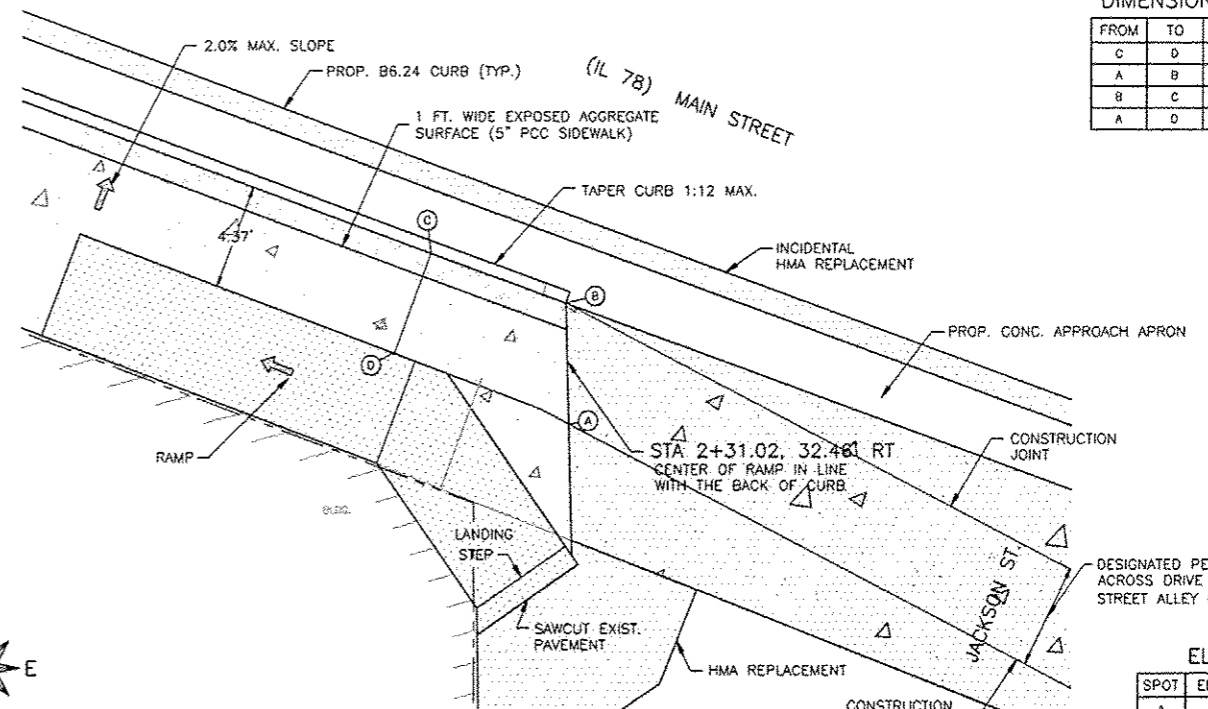 DIMENSION
FROM TO
C D
A B
B C
A D
2.0% MAX. SLOPE
PROP. B6.24 CURB (TYP.)
(IL 78) MAIN STREET
1 FT. WIDE EXPOSED AGGREGATE
SURFACE (5" PCC SIDEWALK)
TAPER CURB 1:12 MAX.
C
4.37'
INCIDENTAL
HMA REPLACEMENT
B
PROP. CONC. APPROACH APRON
D
A
RAMP
STA 2+31.02, 32.46' RT
CENTER OF RAMP IN LINE
WITH THE BACK OF CURB
CONSTRUCTION
JOINT
BLDG.
LANDING
STEP
JACKSON ST.
DESIGNATED PE
ACROSS DRIVE
STREET ALLEY
SAWCUT EXIST.
PAVEMENT
E
HMA REPLACEMENT
EL
SPOT EL
A
CONSTRUCTION